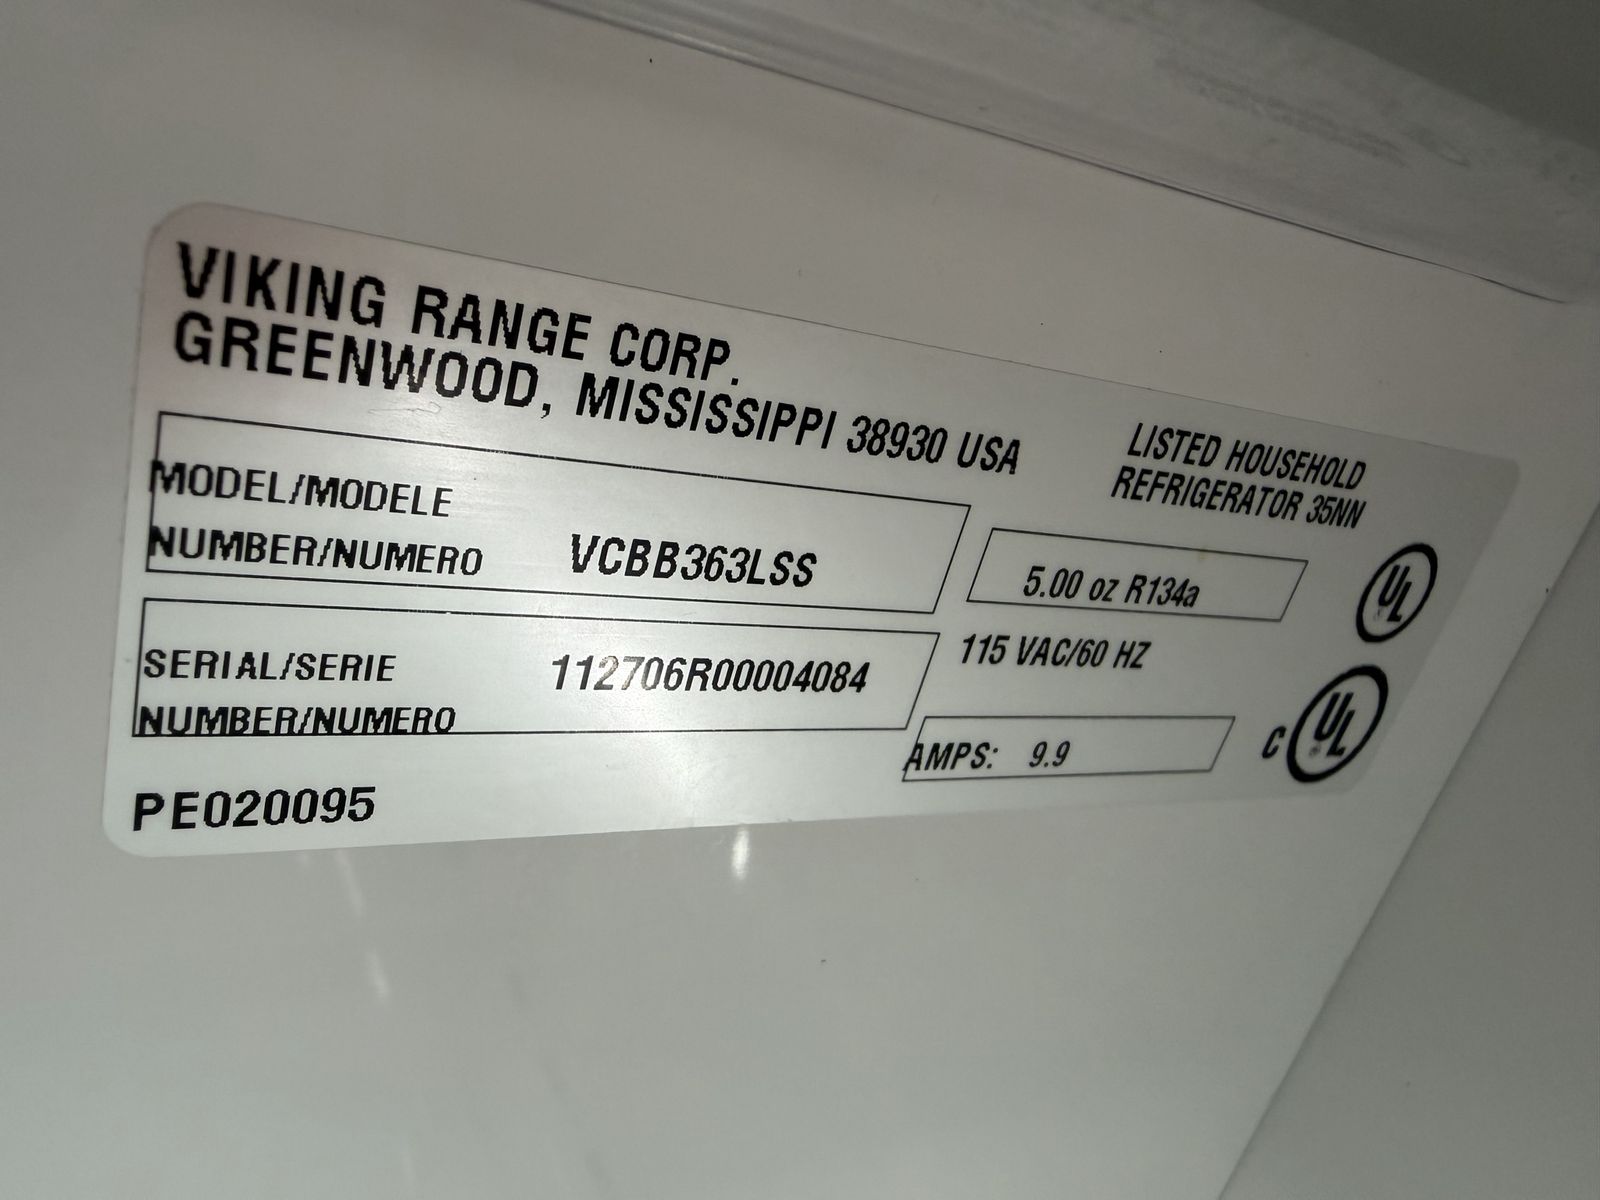 VIKING RANGE CORP.
GREENWOOD, MISSISSIPPI 38930 USA
LISTED HOUSEHOLD
REFRIGERATOR 35NN
MODEL/MODELE
NUMBER/NUMERO VCBB363LSS
5.00 oz R134a
UL
SERIAL/SERIE 112706R00004084
NUMBER/NUMERO
115 VAC/60 HZ
AMPS: 9.9
C UL
PE020095